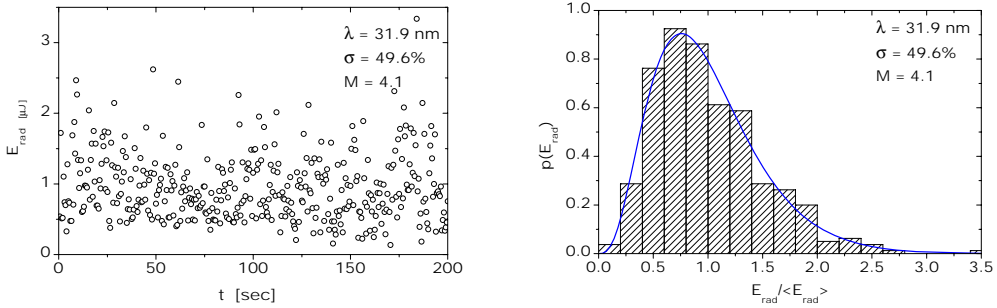 3
2
1
0
E_rad [μJ]
λ = 31.9 nm
σ = 49.6%
M = 4.1
0 50 100 150 200
t [sec]
1.0
0.8
0.6
0.4
0.2
0.0
p(E_rad)
λ = 31.9 nm
σ = 49.6%
M = 4.1
0.0 0.5 1.0 1.5 2.0 2.5 3.0 3.5
E_rad/<E_rad>